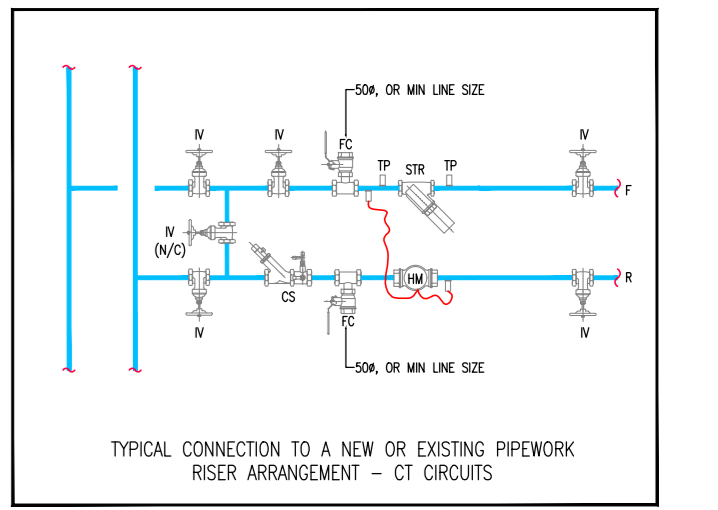 50ø, OR MIN LINE SIZE
IV
IV
FC
TP
STR
TP
IV
F
IV
(N/C)
HM
R
CS
IV
FC
IV
50ø, OR MIN LINE SIZE
TYPICAL CONNECTION TO A NEW OR EXISTING PIPEWORK
RISER ARRANGEMENT – CT CIRCUITS